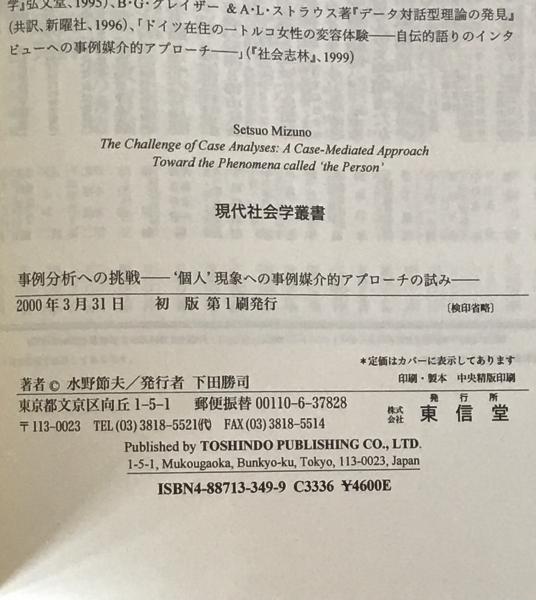 学』弘文堂、1995)、B・G・グレイザー &A・L・ストラウス著『データ対話型理論の発見』
(共訳、新曜社、1996)、「ドイツ在住の一トルコ女性の変容体験――自伝的語りのインタ
ビューへの事例媒介的アプローチ――」(『社会志林』、1999)
Setsuo Mizuno
The Challenge of Case Analyses: A Case-Mediated Approach
Toward the Phenomena called ‘the Person’
現代社会学叢書
事例分析への挑戦――‘個人’現象への事例媒介的アプローチの試み――
2000年3月31日 初 版 第1刷発行 〔検印省略〕
*定価はカバーに表示してあります
著者 © 水野節夫/発行者 下田勝司 印刷・製本 中央精版印刷
東京都文京区向丘1-5-1 郵便振替00110-6-37828 発 行 所
〒113-0023 TEL(03)3818-5521㈹ FAX(03)3818-5514 株式会社 東信堂
Published by TOSHINDO PUBLISHING CO., LTD.
1-5-1, Mukougaoka, Bunkyo-ku, Tokyo, 113-0023, Japan
ISBN4-88713-349-9 C3336 ¥4600E